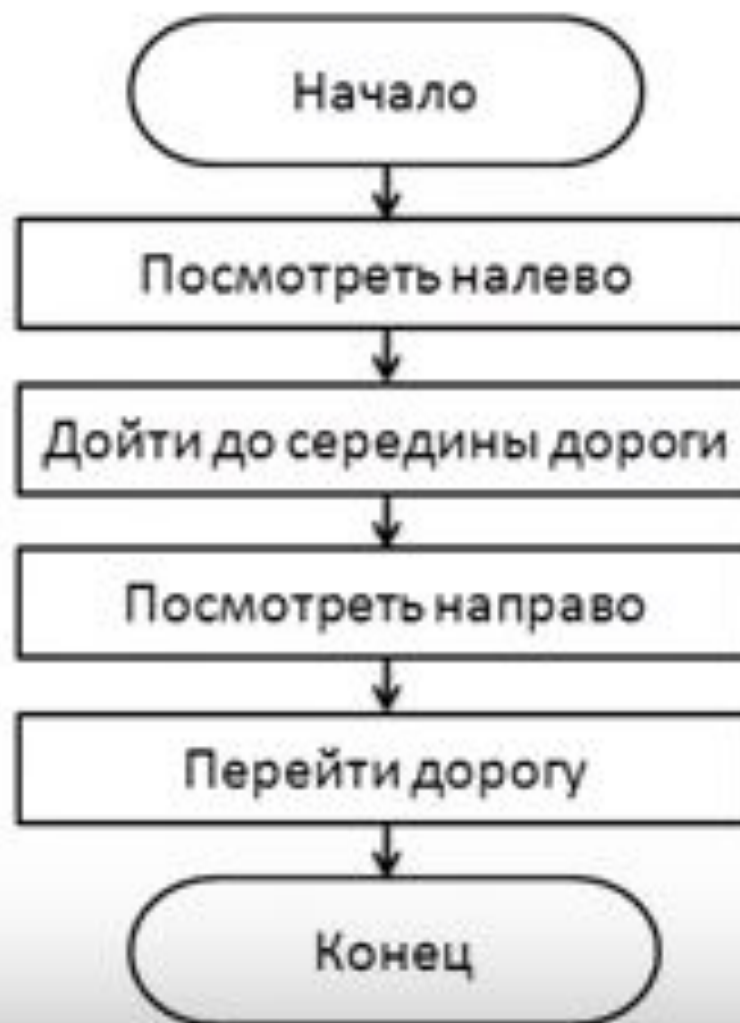 Начало
Посмотреть налево
Дойти до середины дороги
Посмотреть направо
Перейти дорогу
Конец